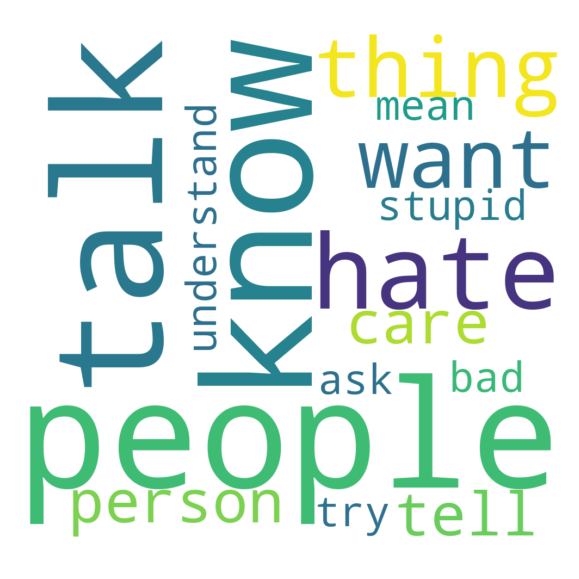 talk
know
understand
thing
mean
want
stupid
hate
care
ask
bad
people
person
try
tell